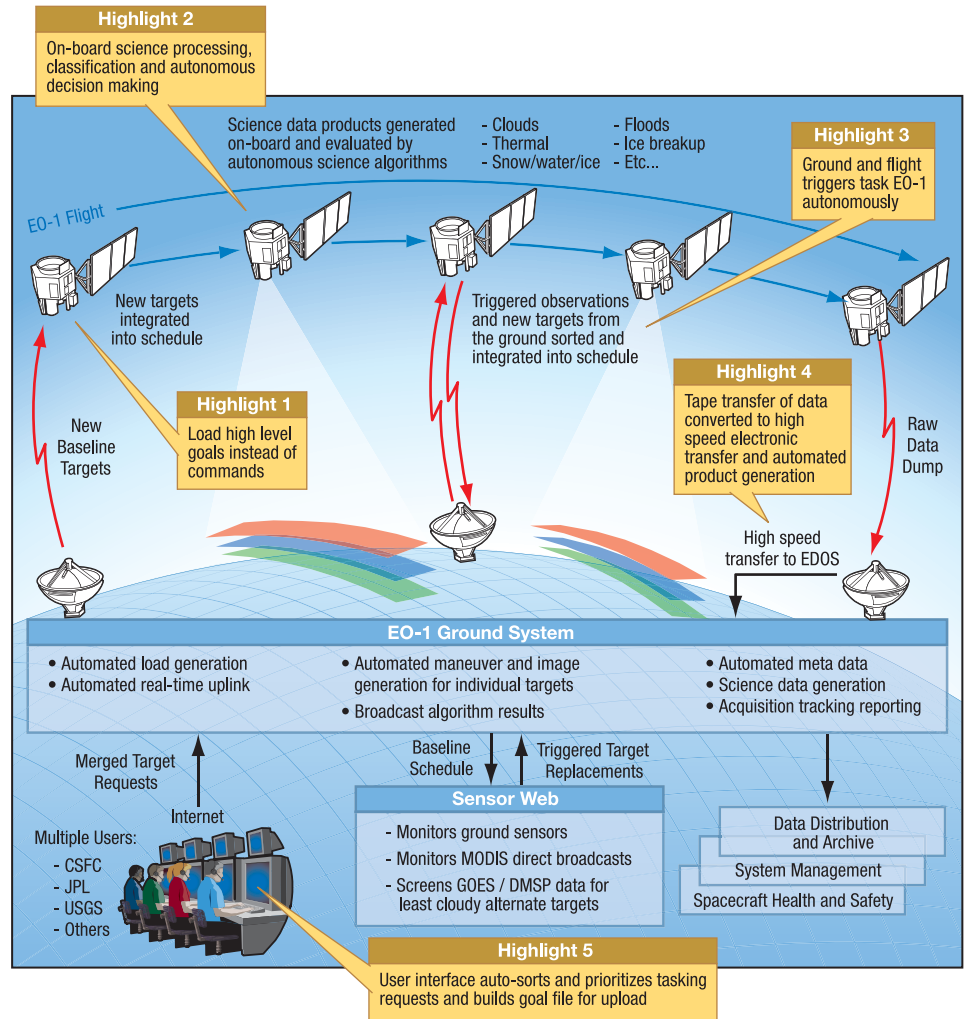 Highlight 2
On-board science processing,
classification and autonomous
decision making
Science data products generated
on-board and evaluated by
autonomous science algorithms
- Clouds
- Thermal
- Snow/water/ice
- Floods
- Ice breakup
- Etc...
Highlight 3
Ground and flight
triggers task EO-1
autonomously
EO-1 Flight
New targets
integrated
into schedule
Triggered observations
and new targets from
the ground sorted and
integrated into schedule
Highlight 1
Load high level
goals instead of
commands
New
Baseline
Targets
Highlight 4
Tape transfer of data
converted to high
speed electronic
transfer and automated
product generation
Raw
Data
Dump
High speed
transfer to EDOS
EO-1 Ground System
• Automated load generation
• Automated real-time uplink
• Automated maneuver and image
generation for individual targets
• Broadcast algorithm results
• Automated meta data
• Science data generation
• Acquisition tracking reporting
Merged Target
Requests
Internet
Baseline
Schedule
Triggered Target
Replacements
Multiple Users:
- CSFC
- JPL
- USGS
- Others
Sensor Web
- Monitors ground sensors
- Monitors MODIS direct broadcasts
- Screens GOES / DMSP data for
least cloudy alternate targets
Data Distribution
and Archive
System Management
Spacecraft Health and Safety
Highlight 5
User interface auto-sorts and prioritizes tasking
requests and builds goal file for upload